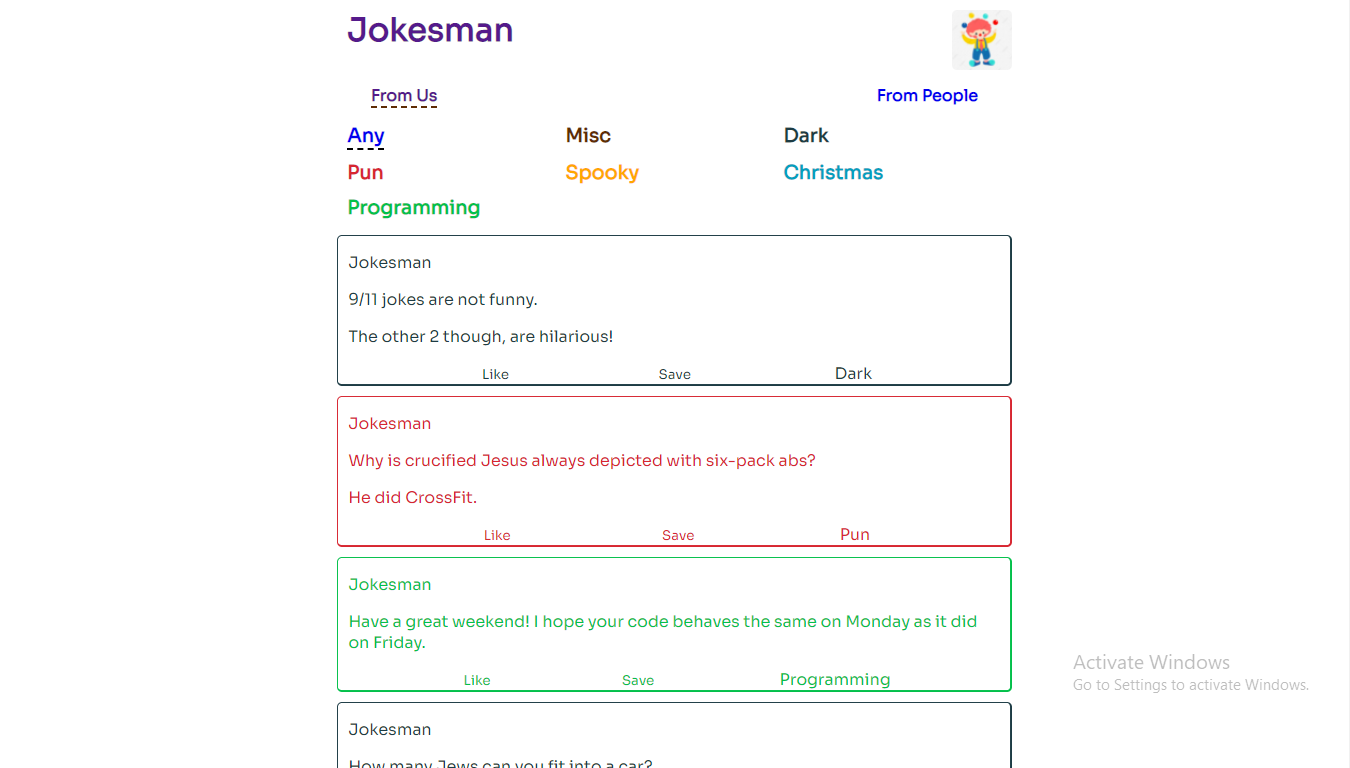 Jokesman
From Us From People
Any Misc Dark
Pun Spooky Christmas
Programming
Jokesman
9/11 jokes are not funny.
The other 2 though, are hilarious!
Like Save Dark
Jokesman
Why is crucified Jesus always depicted with six-pack abs?
He did CrossFit.
Like Save Pun
Jokesman
Have a great weekend! I hope your code behaves the same on Monday as it did
on Friday.
Like Save Programming
Activate Windows
Go to Settings to activate Windows.
Jokesman
How many Jews can you fit into a car?